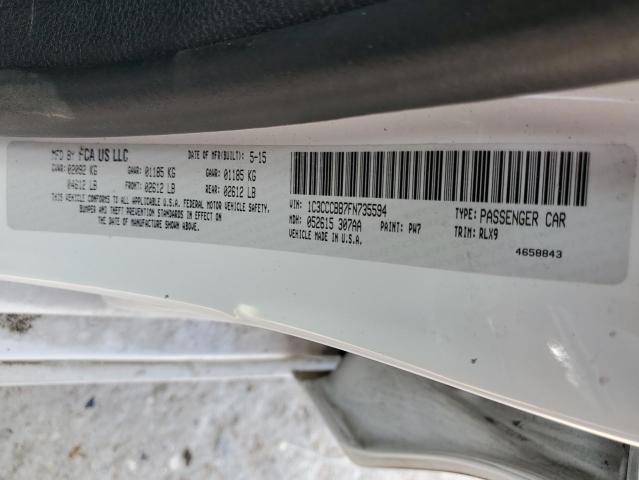 MFD BY FCA US LLC DATE OF MFR(BUILT): 5-15
GVWR: 02092 KG GAWR: 01185 KG GAWR: 01185 KG
04612 LB FRONT: 02612 LB REAR: 02612 LB
THIS VEHICLE CONFORMS TO ALL APPLICABLE U.S.A. FEDERAL MOTOR VEHICLE SAFETY,
BUMPER AND THEFT PREVENTION STANDARDS IN EFFECT ON
THE DATE OF MANUFACTURE SHOWN ABOVE.
VIN: 1C3CCCBB7FN735594 TYPE: PASSENGER CAR
MDH: 052615 307AA PAINT: PW7 TRIM: RLX9
VEHICLE MADE IN U.S.A. 4658843